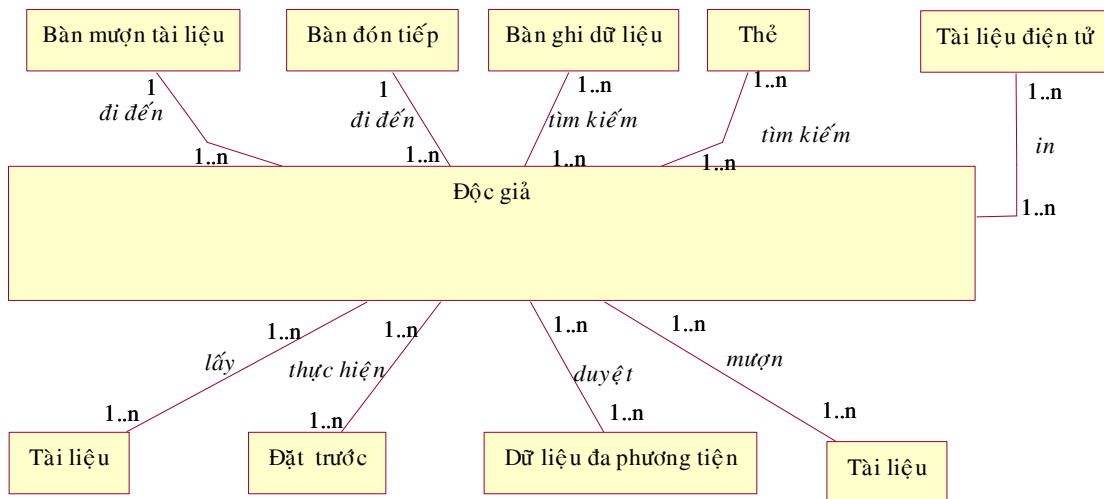 Bàn mượn tài liệu
Bàn đón tiếp
Bàn ghi dữ liệu
Thẻ
Tài liệu điện tử
1
1
1..n
1..n
1..n
đi đến
đi đến
tìm kiếm
tìm kiếm
in
1..n
1..n
1..n
1..n
1..n
Độc giả
1..n
1..n
1..n
1..n
lấy
thực hiện
duyệt
mượn
1..n
1..n
1..n
1..n
Tài liệu
Đặt trước
Dữ liệu đa phương tiện
Tài liệu